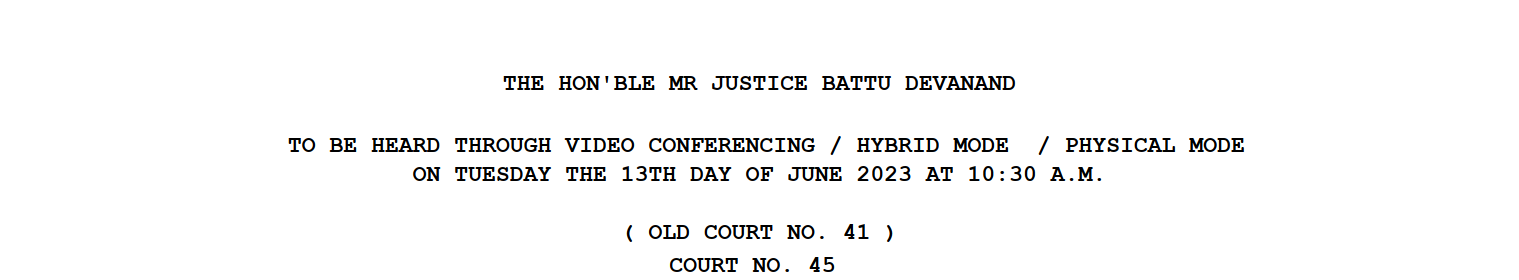 THE HON'BLE MR JUSTICE BATTU DEVANAND
TO BE HEARD THROUGH VIDEO CONFERENCING / HYBRID MODE  / PHYSICAL MODE
ON TUESDAY THE 13TH DAY OF JUNE 2023 AT 10:30 A.M.
( OLD COURT NO. 41 )
COURT NO. 45